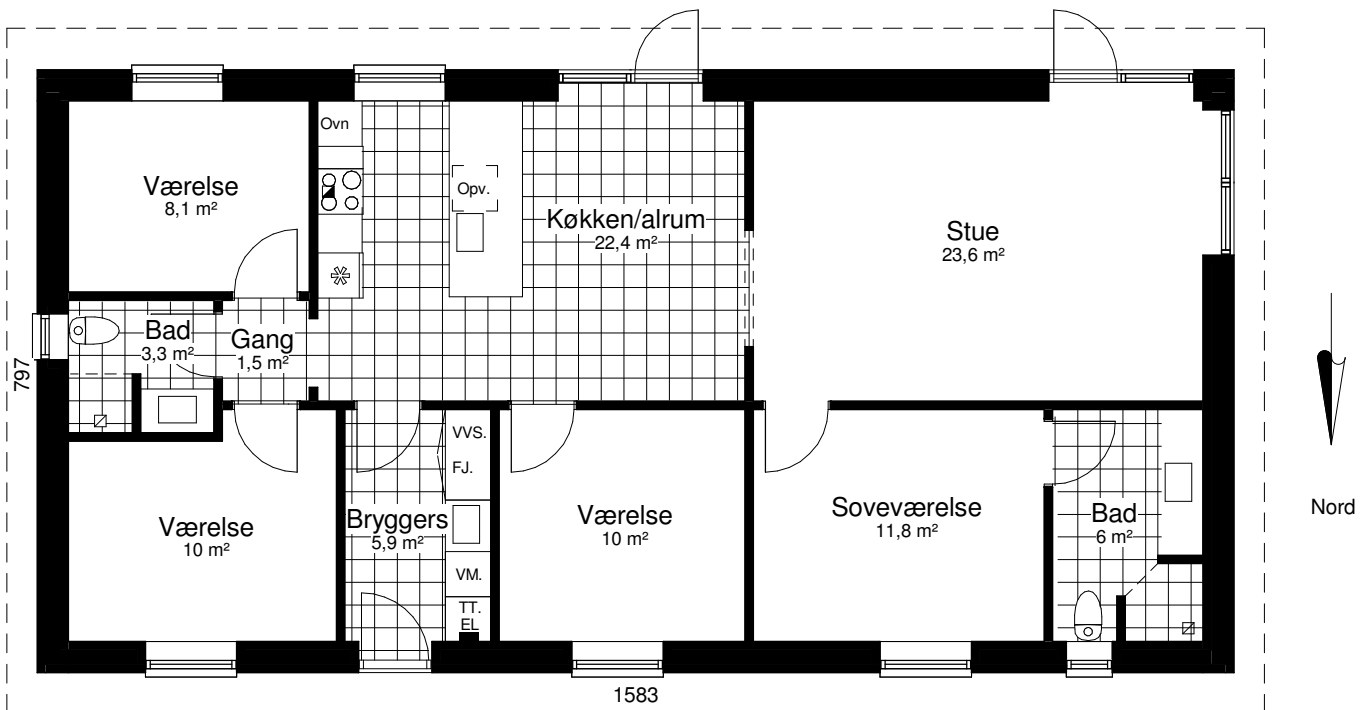 Ovn
Værelse
8,1 m²
Opv.
Køkken/alrum
22,4 m²
Stue
23,6 m²
Bad
3,3 m²
Gang
1,5 m²
797
VVS.
FJ.
Værelse
10 m²
Bryggers
5,9 m²
VM.
TT.
EL
Værelse
10 m²
Soveværelse
11,8 m²
Bad
6 m²
Nord
1583